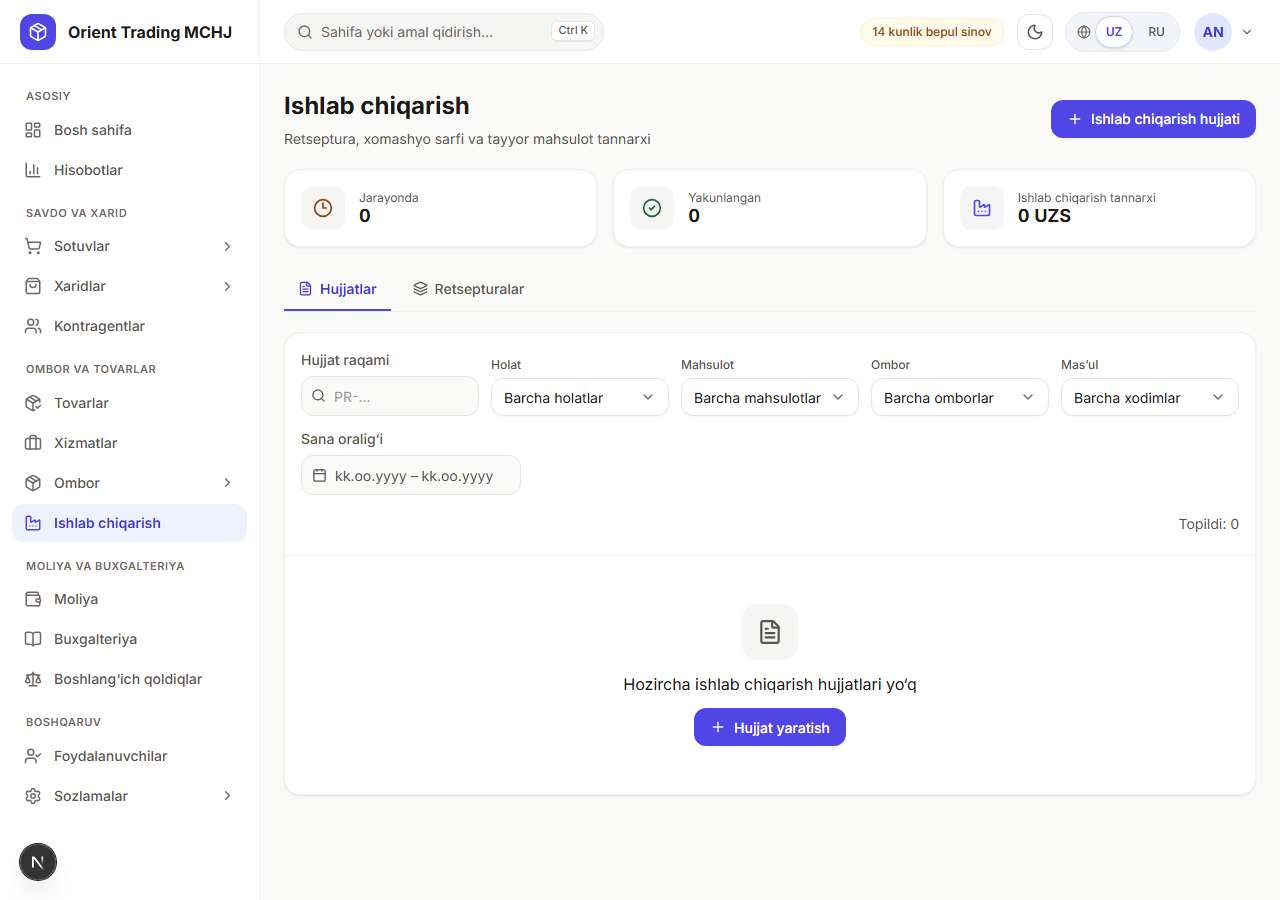 Orient Trading MCHJ
Sahifa yoki amal qidirish...
Ctrl K
14 kunlik bepul sinov
UZ
RU
AN
ASOSIY
Bosh sahifa
Hisobotlar
SAVDO VA XARID
Sotuvlar
Xaridlar
Kontragentlar
OMBOR VA TOVARLAR
Tovarlar
Xizmatlar
Ombor
Ishlab chiqarish
MOLIYA VA BUXGALTERIYA
Moliya
Buxgalteriya
Boshlang‘ich qoldiqlar
BOSHQARUV
Foydalanuvchilar
Sozlamalar
N
Ishlab chiqarish
Retseptura, xomashyo sarfi va tayyor mahsulot tannarxi
Ishlab chiqarish hujjati
Jarayonda
0
Yakunlangan
0
Ishlab chiqarish tannarxi
0 UZS
Hujjatlar
Retsepturalar
Hujjat raqami
PR-...
Holat
Barcha holatlar
Mahsulot
Barcha mahsulotlar
Ombor
Barcha omborlar
Mas’ul
Barcha xodimlar
Sana oralig‘i
kk.oo.yyyy – kk.oo.yyyy
Topildi: 0
Hozircha ishlab chiqarish hujjatlari yo‘q
Hujjat yaratish